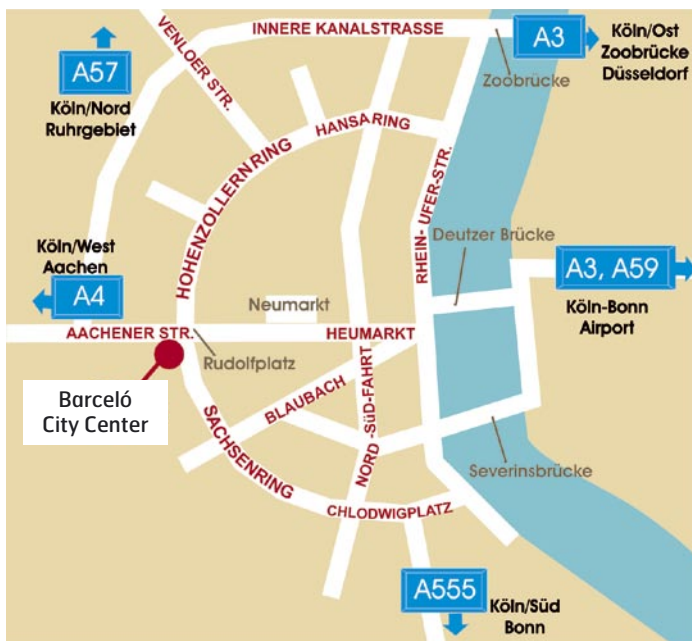 INNERE KANALSTRASSE
A3
Köln/Ost
Zoobrücke
Düsseldorf
VENLOER STR.
A57
Köln/Nord
Ruhrgebiet
Zoobrücke
HANSARING
HOHENZOLLERNRING
RHEIN- UFER-STR.
Deutzer Brücke
Köln/West
Aachen
A4
A3, A59
Köln-Bonn
Airport
Neumarkt
AACHENER STR.
HEUMARKT
Rudolfplatz
Barceló
City Center
BLAUBACH
NORD -SüD-FAHRT
SACHSENRING
Severinsbrücke
CHLODWIGPLATZ
A555
Köln/Süd
Bonn